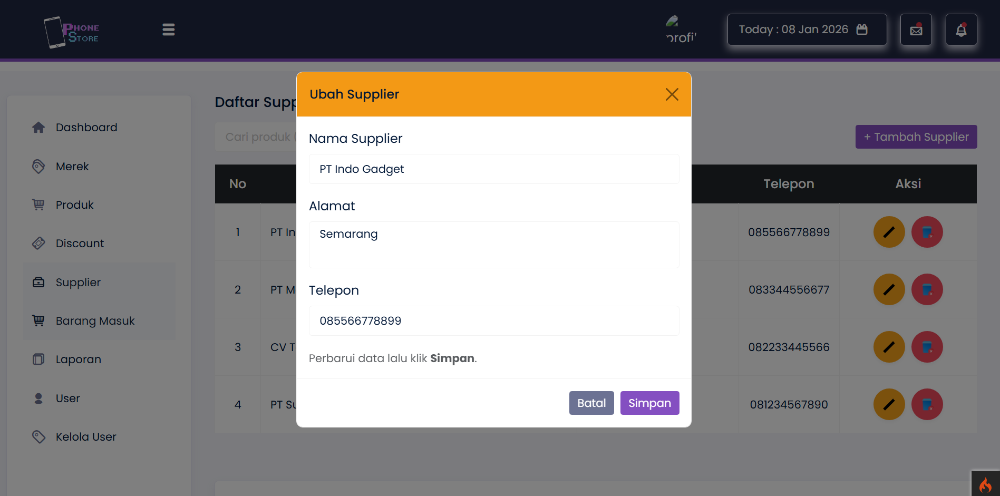 PHONE
STORE
profil
Today : 08 Jan 2026
Daftar Supp
Cari produk (
+ Tambah Supplier
Dashboard
Merek
Produk
Discount
Supplier
Barang Masuk
Laporan
User
Kelola User
No
Telepon
Aksi
1
PT In
085566778899
2
PT M
083344556677
3
CV T
082233445566
4
PT Su
081234567890
Ubah Supplier
Nama Supplier
PT Indo Gadget
Alamat
Semarang
Telepon
085566778899
Perbarui data lalu klik Simpan.
Batal
Simpan